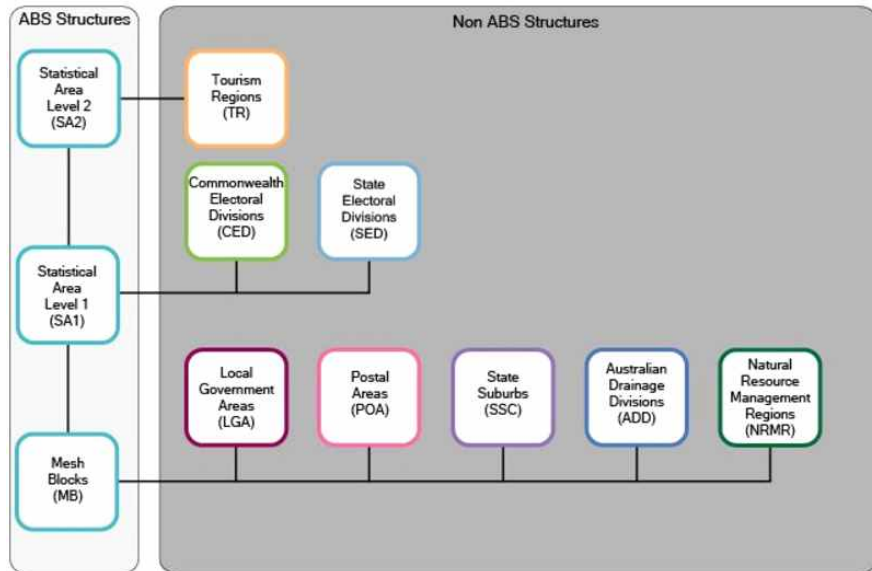 ABS Structures
Non ABS Structures
Statistical
Area
Level 2
(SA2)
Tourism
Regions
(TR)
Commonwealth
Electoral
Divisions
(CED)
State
Electoral
Divisions
(SED)
Statistical
Area
Level 1
(SA1)
Local
Government
Areas
(LGA)
Postal
Areas
(POA)
State
Suburbs
(SSC)
Australian
Drainage
Divisions
(ADD)
Natural
Resource
Management
Regions
(NRMR)
Mesh
Blocks
(MB)